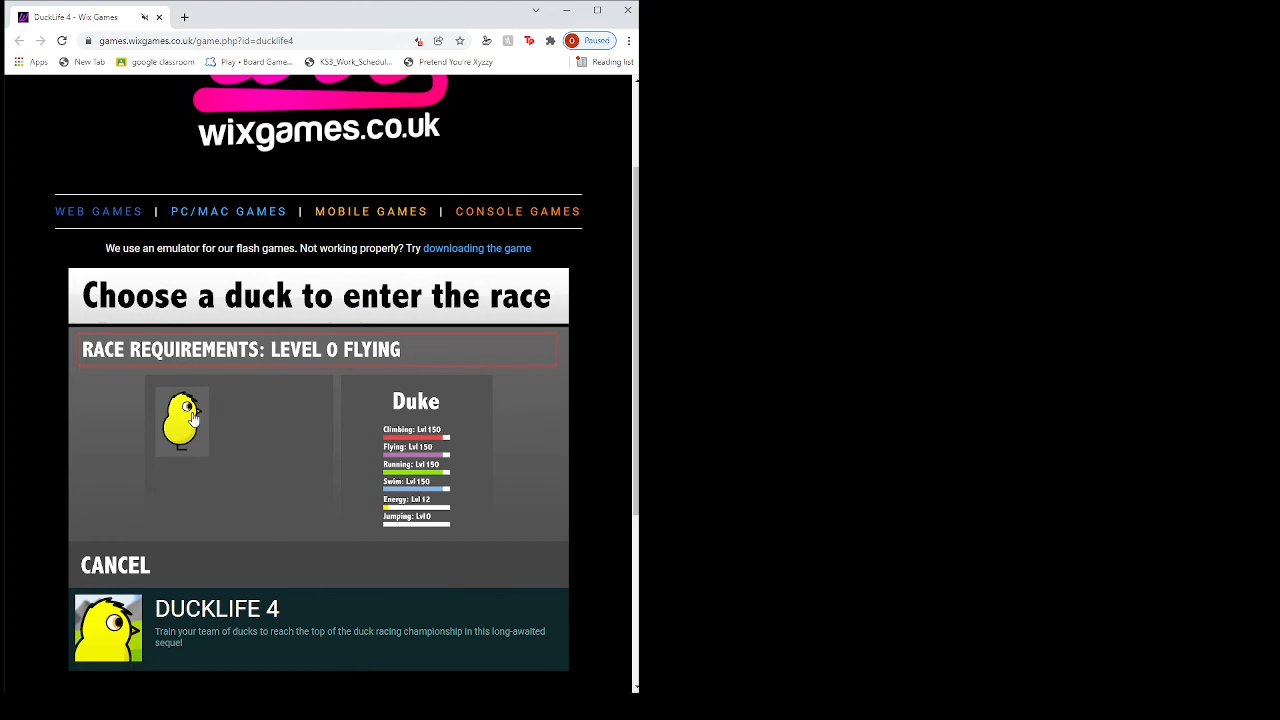 DuckLife 4 - Wix Games
games.wixgames.co.uk/game.php?id=ducklife4
Paused
Apps
New Tab
google classroom
Play • Board Game...
KS3_Work_Schedul...
Pretend You're Xyzzy
Reading list
wixgames.co.uk
WEB GAMES | PC/MAC GAMES | MOBILE GAMES | CONSOLE GAMES
We use an emulator for our flash games. Not working properly? Try downloading the game
Choose a duck to enter the race
RACE REQUIREMENTS: LEVEL 0 FLYING
Duke
Climbing: Lvl 150
Flying: Lvl 150
Running: Lvl 150
Swim: Lvl 150
Energy: Lvl 12
Jumping: Lvl 0
CANCEL
DUCKLIFE 4
Train your team of ducks to reach the top of the duck racing championship in this long-awaited
sequel